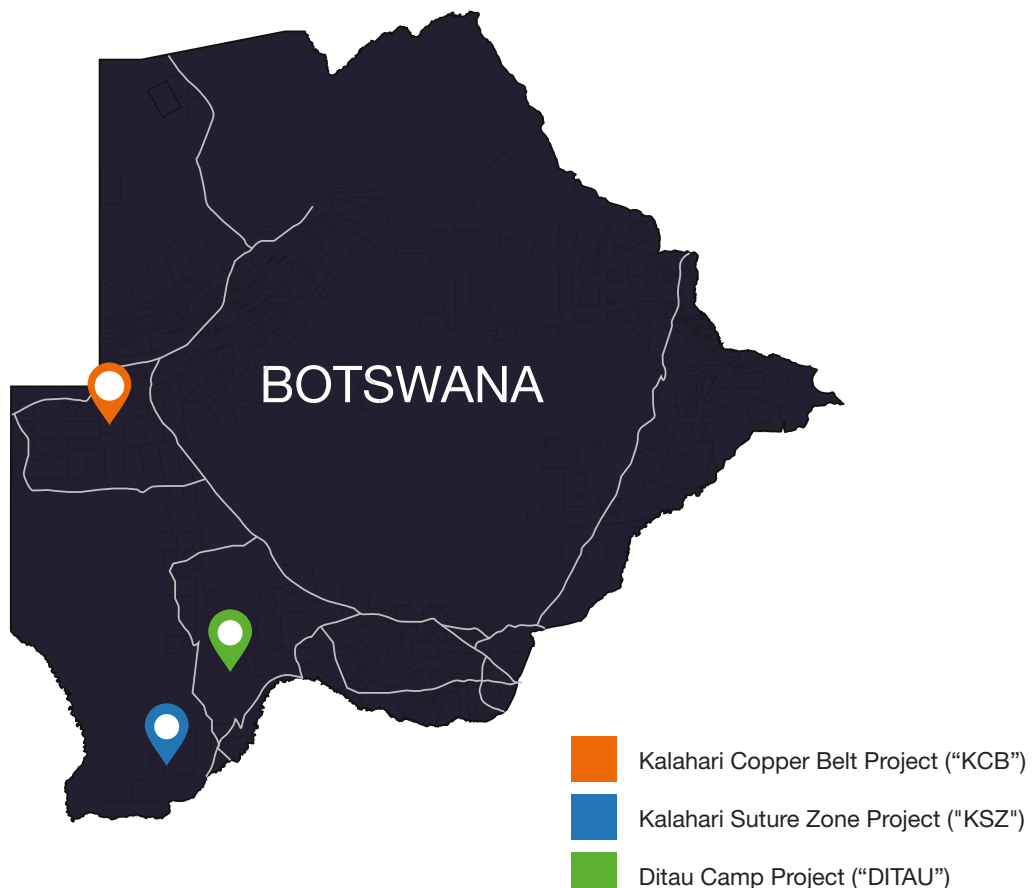 BOTSWANA
Kalahari Copper Belt Project (“KCB”)
Kalahari Suture Zone Project ("KSZ")
Ditau Camp Project (“DITAU”)